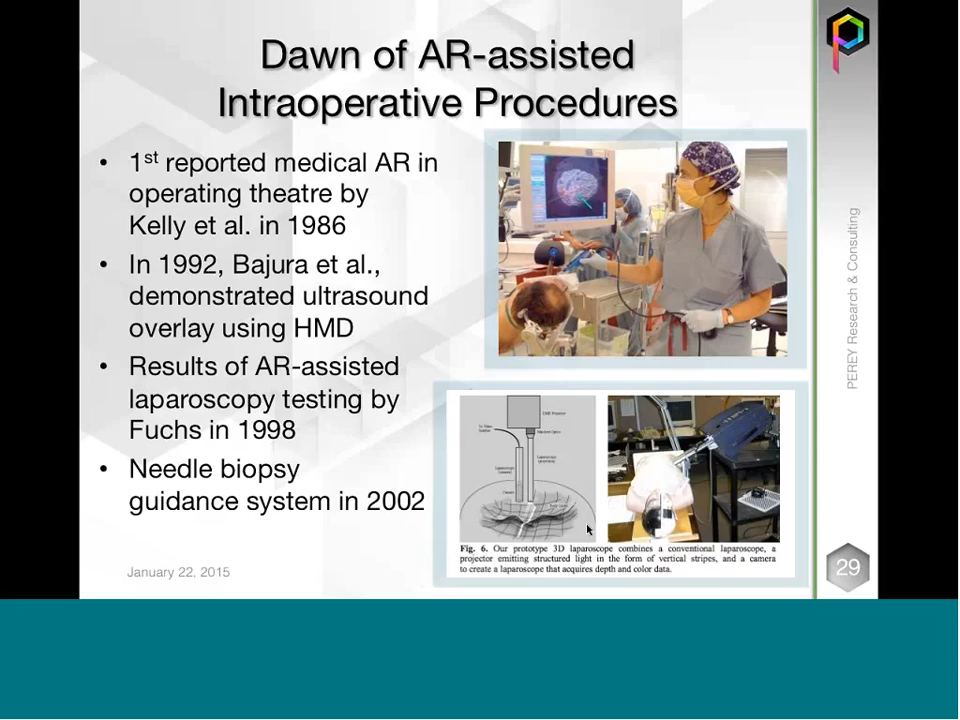 Dawn of AR-assisted
Intraoperative Procedures
• 1st reported medical AR in
operating theatre by
Kelly et al. in 1986
• In 1992, Bajura et al.,
demonstrated ultrasound
overlay using HMD
• Results of AR-assisted
laparoscopy testing by
Fuchs in 1998
• Needle biopsy
guidance system in 2002
Fig. 6. Our prototype 3D laparoscope combines a conventional laparoscope, a
projector emitting structured light in the form of vertical stripes, and a camera
to create a laparoscope that acquires depth and color data.
January 22, 2015
PEREY Research & Consulting
29